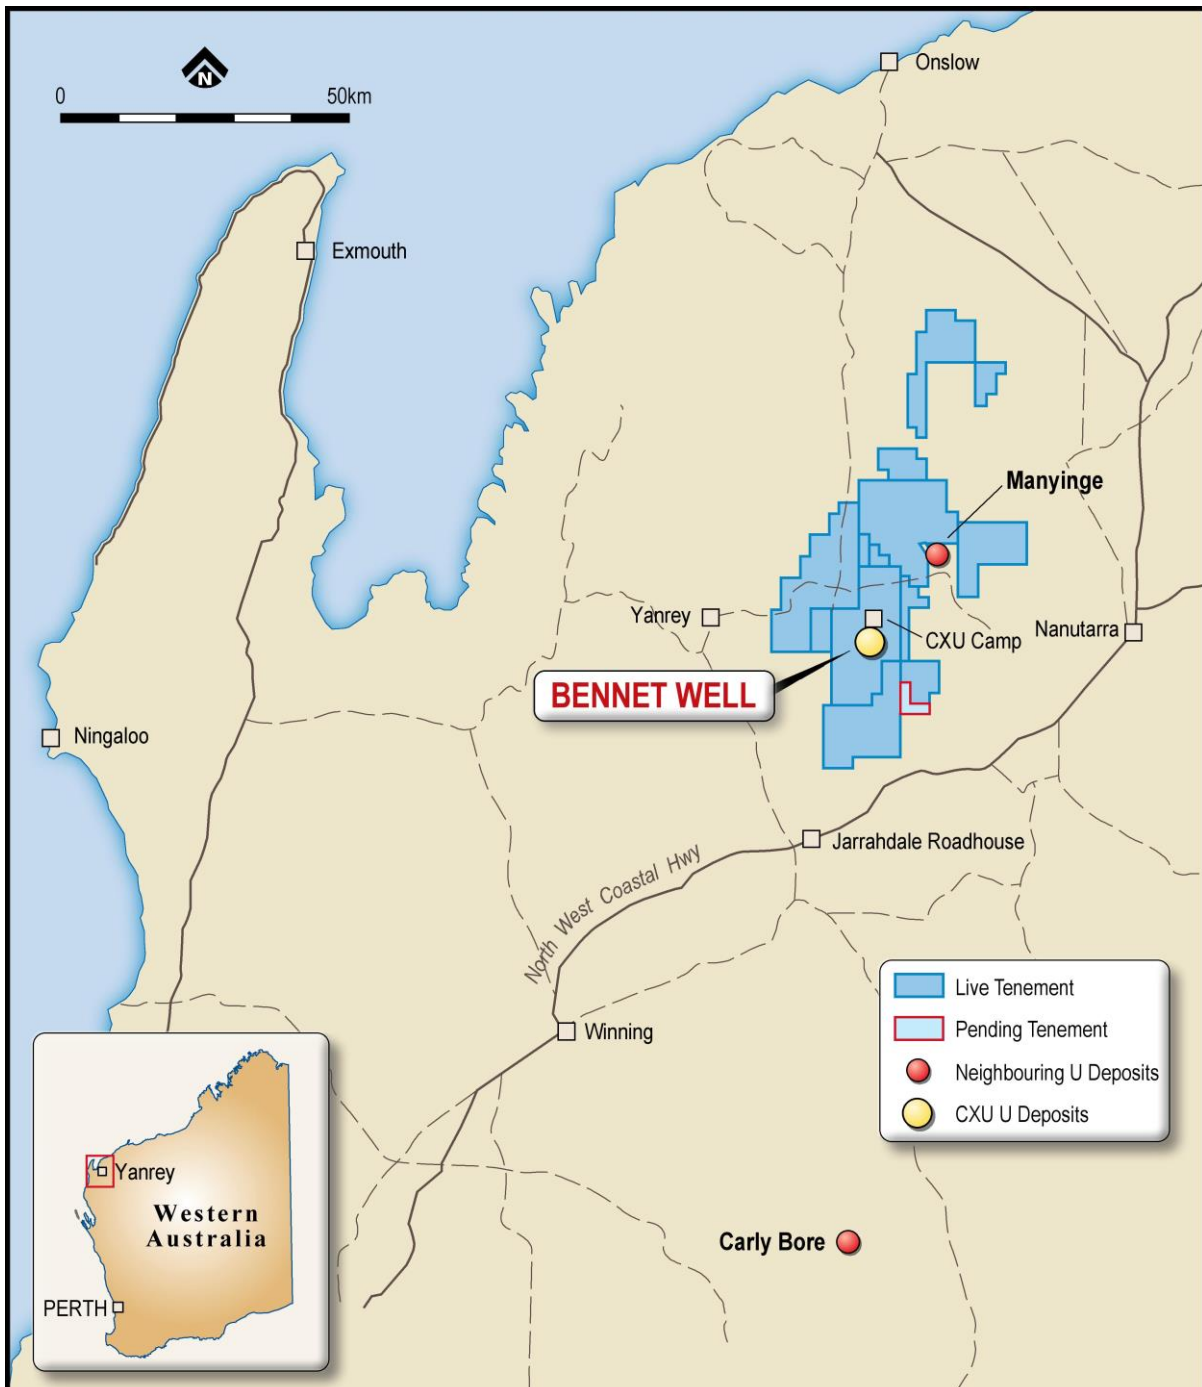 Onslow
N
0
50km
Exmouth
Manyinge
Yanrey
CXU Camp
Nanutarra
BENNET WELL
Ningaloo
Jarrahdale Roadhouse
North West Coastal Hwy
Winning
Live Tenement
Pending Tenement
Neighbouring U Deposits
CXU U Deposits
Yanrey
Western
Australia
PERTH
Carly Bore